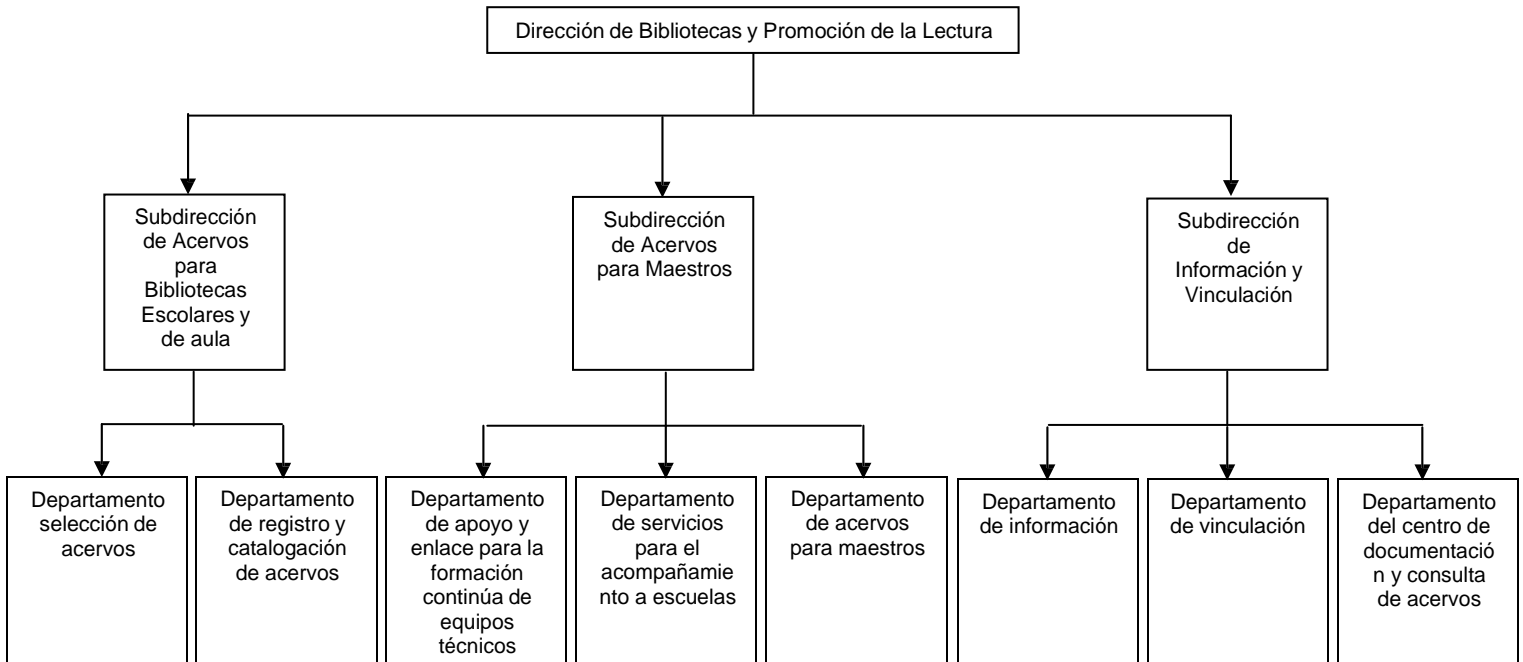 Dirección de Bibliotecas y Promoción de la Lectura
Subdirección
de Acervos
para
Bibliotecas
Escolares y
de aula
Subdirección
de Acervos
para Maestros
Subdirección
de
Información y
Vinculación
Departamento
selección de
acervos
Departamento
de registro y
catalogación
de acervos
Departamento
de apoyo y
enlace para la
formación
continúa de
equipos
técnicos
Departamento
de servicios
para el
acompañamie
nto a escuelas
Departamento
de acervos
para maestros
Departamento
de información
Departamento
de vinculación
Departamento
del centro de
documentació
n y consulta
de acervos